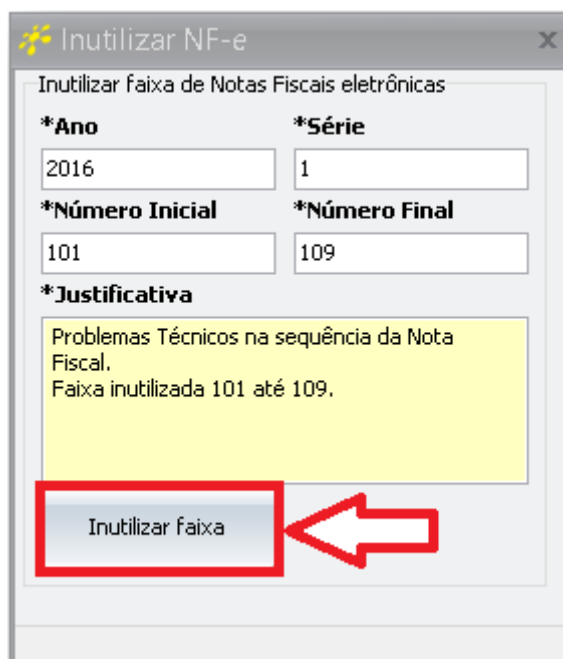 Inutilizar NF-e
Inutilizar faixa de Notas Fiscais eletrônicas
*Ano *Série
2016 1
*Número Inicial *Número Final
101 109
*Justificativa
Problemas Técnicos na sequência da Nota
Fiscal.
Faixa inutilizada 101 até 109.
Inutilizar faixa